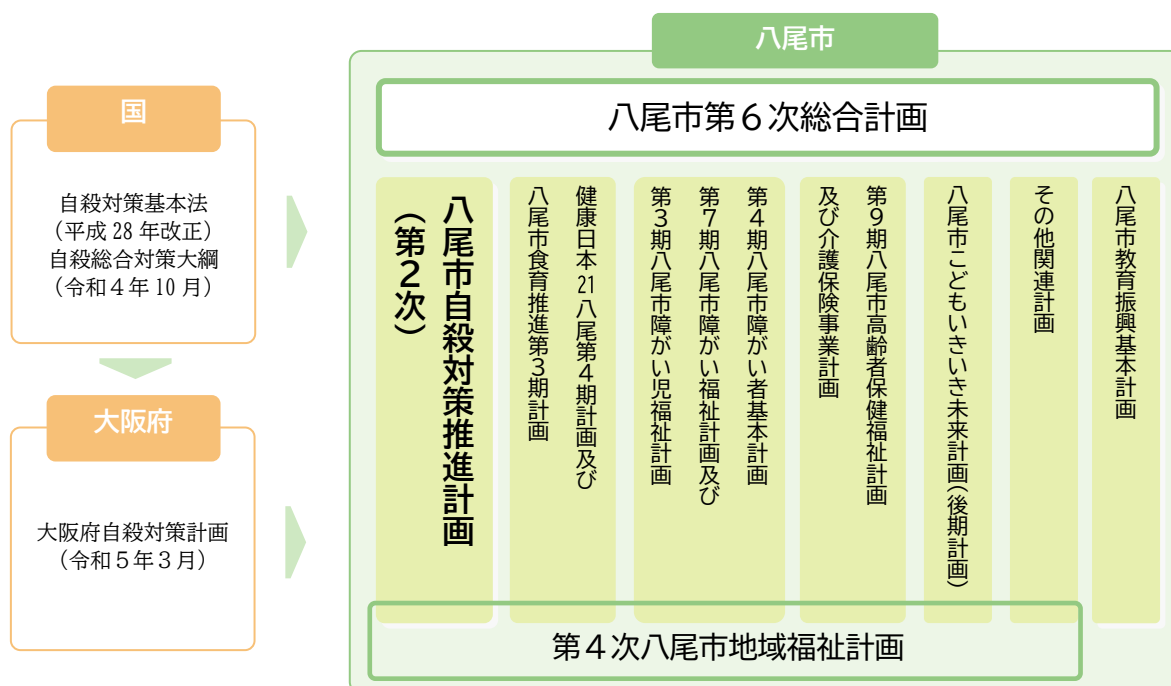 国
自殺対策基本法
（平成 28 年改正）
自殺総合対策大綱
（令和４年 10 月）
大阪府
大阪府自殺対策計画
（令和５年３月）
八尾市
八尾市第６次総合計画
八尾市自殺対策推進計画
（第２次）
健康日本 21 八尾第４期計画及び
八尾市食育推進第３期計画
第４期八尾市障がい者基本計画
第７期八尾市障がい福祉計画及び
第３期八尾市障がい児福祉計画
第９期八尾市高齢者保健福祉計画
及び介護保険事業計画
八尾市こどもいきいき未来計画(後期計画)
その他関連計画
八尾市教育振興基本計画
第４次八尾市地域福祉計画